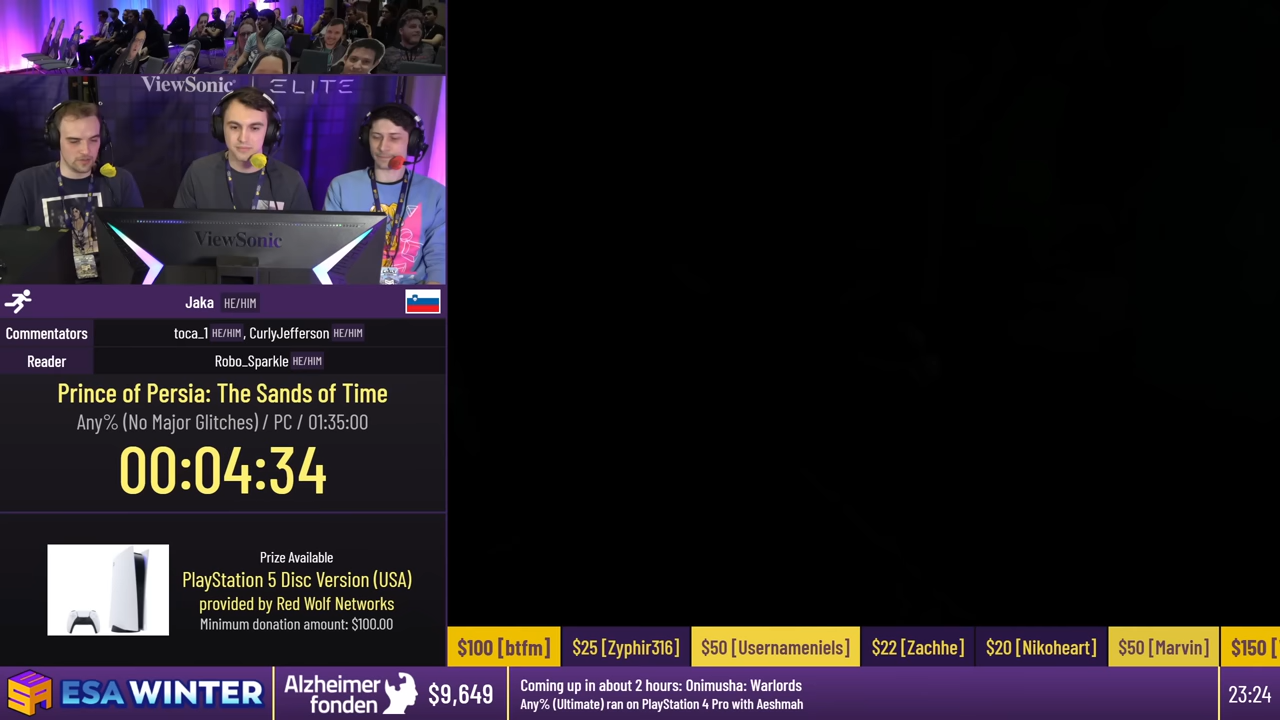 ViewSonic | ELITE
ViewSonic
Jaka HE/HIM
Commentators toca_1 HE/HIM, CurlyJefferson HE/HIM
Reader Robo_Sparkle HE/HIM
Prince of Persia: The Sands of Time
Any% (No Major Glitches) / PC / 01:35:00
00:04:34
Prize Available
PlayStation 5 Disc Version (USA)
provided by Red Wolf Networks
Minimum donation amount: $100.00
$100 [btfm] $25 [Zyphir316] $50 [Usernameniels] $22 [Zachhe] $20 [Nikoheart] $50 [Marvin] $150 [
ESA WINTER
Alzheimer
fonden
$9,649
Coming up in about 2 hours: Onimusha: Warlords
Any% (Ultimate) ran on PlayStation 4 Pro with Aeshmah
23:24